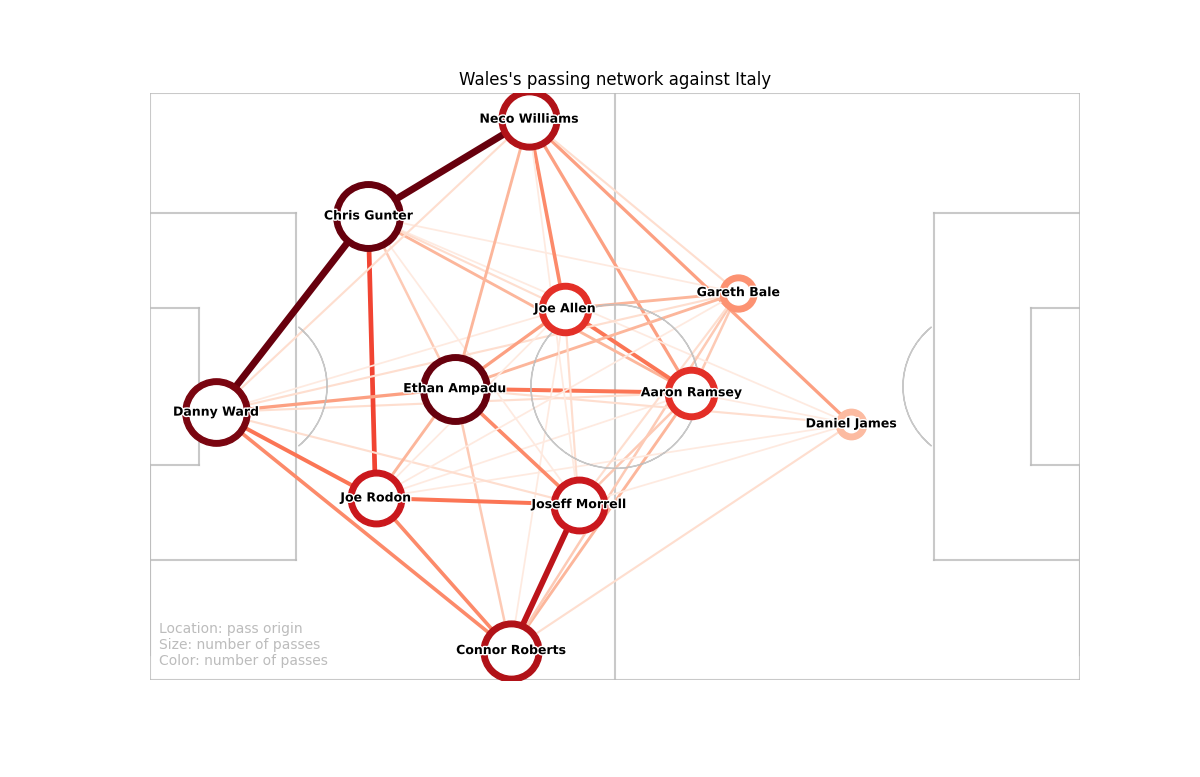 Wales's passing network against Italy
Neco Williams
Chris Gunter
Gareth Bale
Joe Allen
Ethan Ampadu
Aaron Ramsey
Danny Ward
Daniel James
Joe Rodon
Joseff Morrell
Connor Roberts
Location: pass origin
Size: number of passes
Color: number of passes